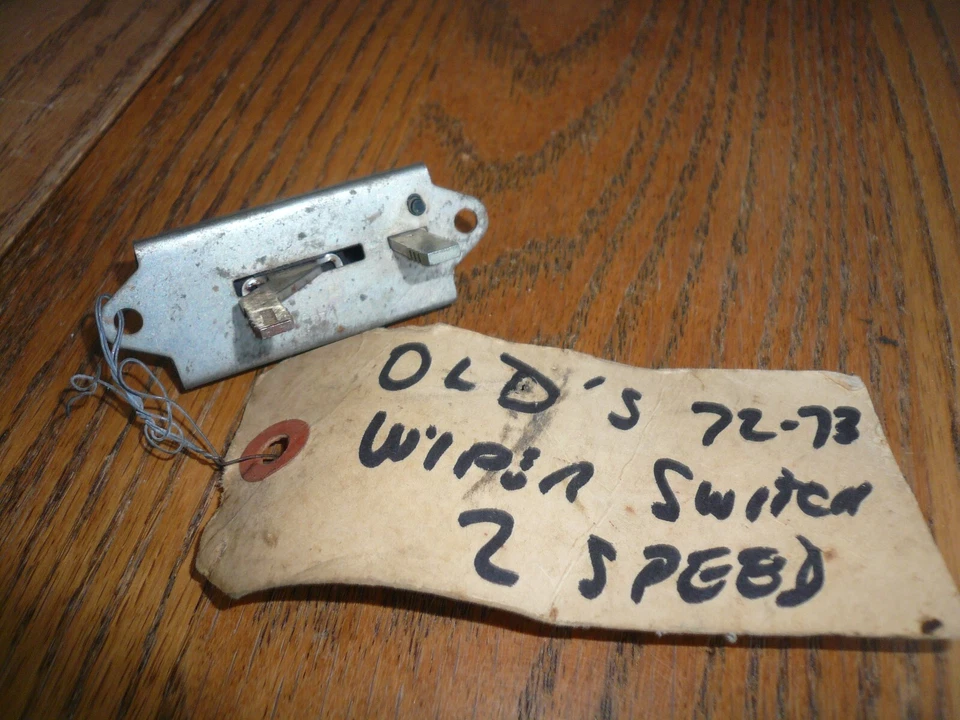 OLD'S 72-73
WIPER SWITCH
2 SPEED